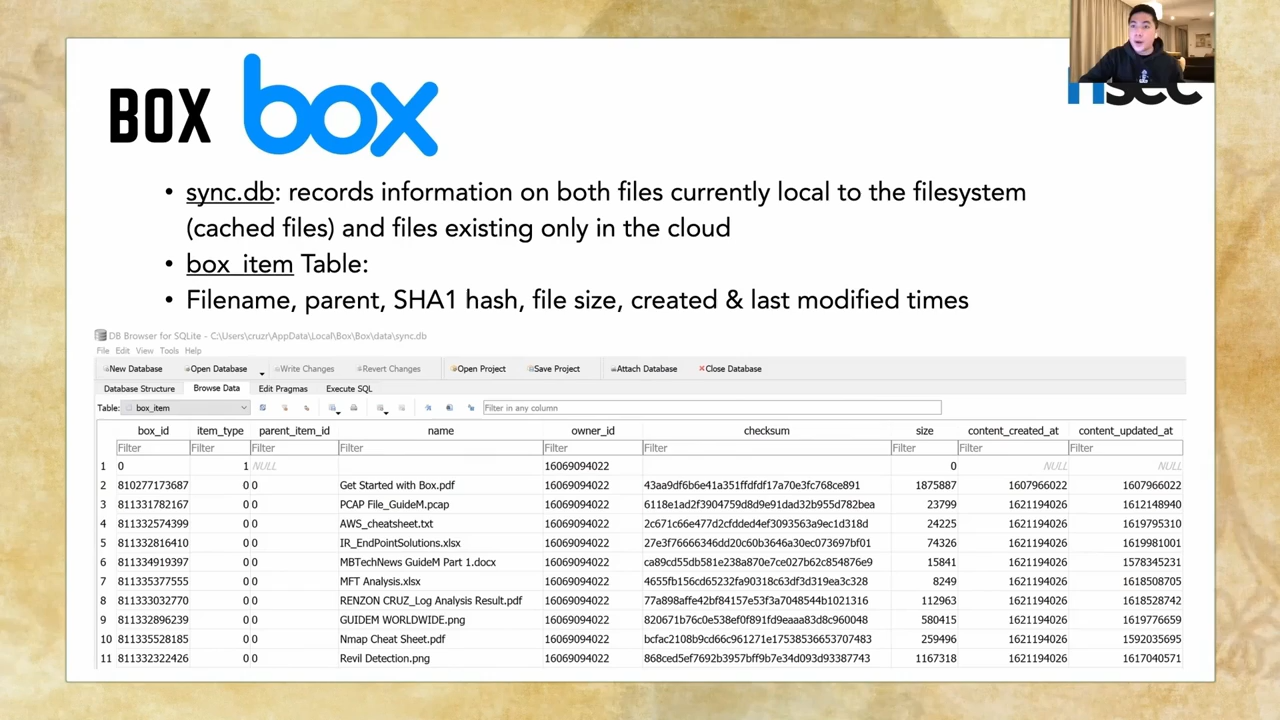 BOX box
nsec
• sync.db: records information on both files currently local to the filesystem
(cached files) and files existing only in the cloud
• box_item Table:
• Filename, parent, SHA1 hash, file size, created & last modified times
DB Browser for SQLite - C:\Users\cruzr\AppData\Local\Box\Box\data\sync.db
File Edit View Tools Help
New Database Open Database Write Changes Revert Changes Open Project Save Project Attach Database Close Database
Database Structure Browse Data Edit Pragmas Execute SQL
Table: box_item Filter in any column
box_id item_type parent_item_id name owner_id checksum size content_created_at content_updated_at
Filter Filter Filter Filter Filter Filter Filter Filter Filter
1 0 1 NULL 16069094022 0 NULL NULL
2 810277173687 0 0 Get Started with Box.pdf 16069094022 43aa9df6b6e41a351ffdfdf17a70e3fc768ce891 1875887 1607966022 1607966022
3 811331782167 0 0 PCAP File_GuideM.pcap 16069094022 6118e1ad2f3904759d8d9e91dad32b955d782bea 23799 1621194026 1612148940
4 811332574399 0 0 AWS_cheatsheet.txt 16069094022 2c671c66e477d2cfdded4ef3093563a9ec1d318d 24225 1621194026 1619795310
5 811332816410 0 0 IR_EndPointSolutions.xlsx 16069094022 27e3f76666346dd20c60b3646a30ec073697bf01 74326 1621194026 1619981001
6 811334919397 0 0 MBTechNews GuideM Part 1.docx 16069094022 ca89cd55db581e238a870e7ce027b62c854876e9 15841 1621194026 1578345231
7 811335377555 0 0 MFT Analysis.xlsx 16069094022 4655fb156cd65232fa90318c63df3d319ea3c328 8249 1621194026 1618508705
8 811333032770 0 0 RENZON CRUZ_Log Analysis Result.pdf 16069094022 77a898affe42bf84157e53f3a7048544b1021316 112963 1621194026 1618528742
9 811332896239 0 0 GUIDEM WORLDWIDE.png 16069094022 820671b76c0e538ef0f891fd9eaaa83d8c960048 580415 1621194026 1619776659
10 811335528185 0 0 Nmap Cheat Sheet.pdf 16069094022 bcfac2108b9cd66c961271e17538536653707483 259496 1621194026 1592035695
11 811332322426 0 0 Revil Detection.png 16069094022 868ced5ef7692b3957bff9b7e34d093d93387743 1167318 1621194026 1617040571